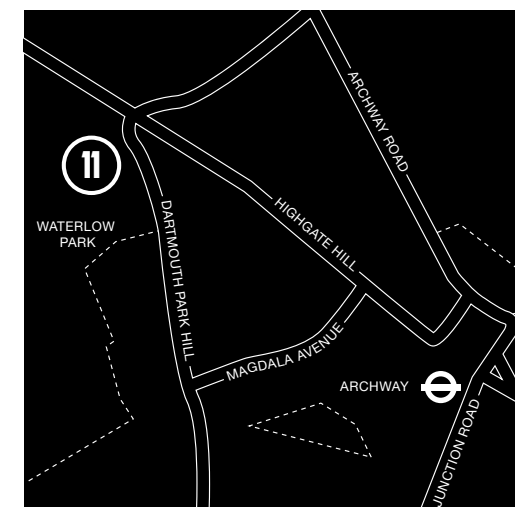 ARCHWAY ROAD
11
WATERLOW
PARK
DARTMOUTH PARK HILL
HIGHGATE HILL
MAGDALA AVENUE
ARCHWAY
JUNCTION ROAD